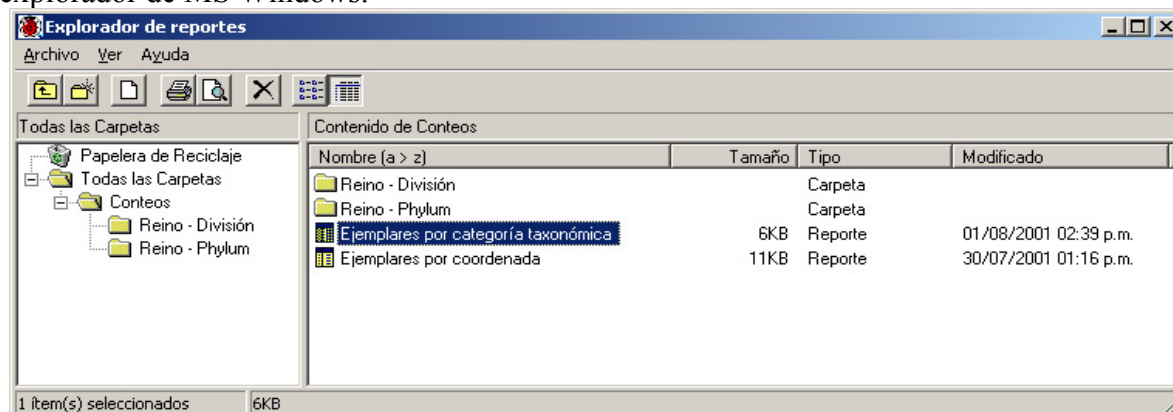 explorador de MS Windows.
Explorador de reportes
Archivo Ver Ayuda
Todas las Carpetas Contenido de Conteos
Papelera de Reciclaje
Todas las Carpetas
Conteos
Reino - División
Reino - Phylum
Nombre (a > z) Tamaño Tipo Modificado
Reino - División Carpeta
Reino - Phylum Carpeta
Ejemplares por categoría taxonómica 6KB Reporte 01/08/2001 02:39 p.m.
Ejemplares por coordenada 11KB Reporte 30/07/2001 01:16 p.m.
1 ítem(s) seleccionados 6KB